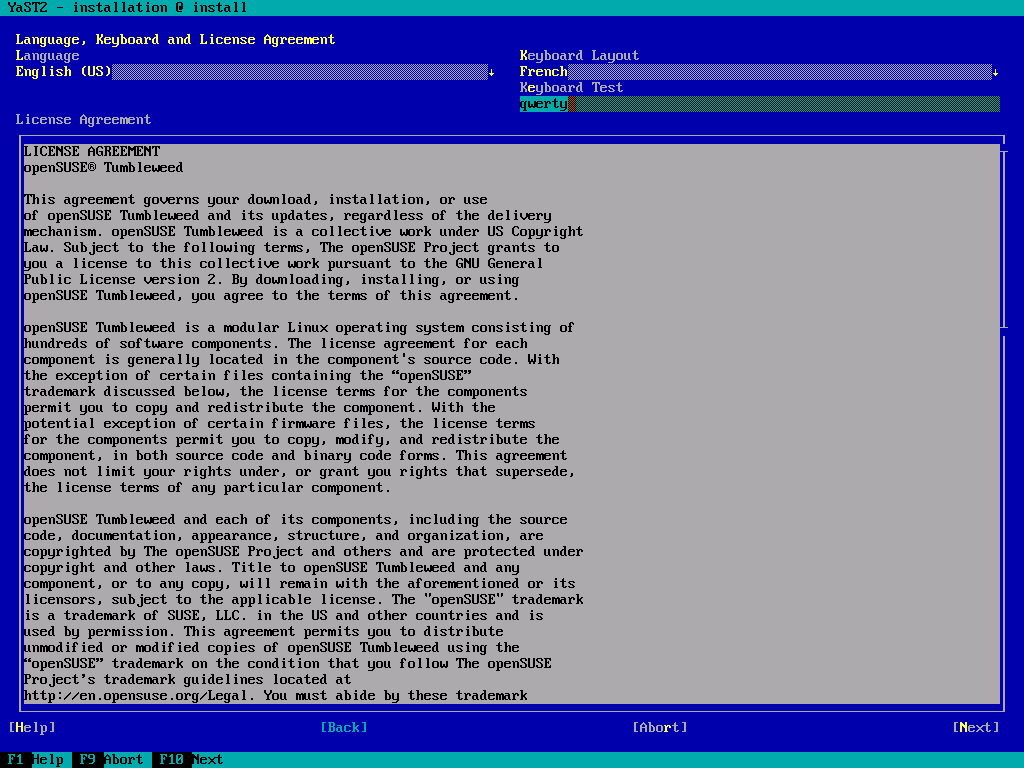 YaST2 - installation @ install
Language, Keyboard and License Agreement
Language
English (US)↓
Keyboard Layout
French↓
Keyboard Test
qwerty
License Agreement
LICENSE AGREEMENT
openSUSE® Tumbleweed
This agreement governs your download, installation, or use
of openSUSE Tumbleweed and its updates, regardless of the delivery
mechanism. openSUSE Tumbleweed is a collective work under US Copyright
Law. Subject to the following terms, The openSUSE Project grants to
you a license to this collective work pursuant to the GNU General
Public License version 2. By downloading, installing, or using
openSUSE Tumbleweed, you agree to the terms of this agreement.
openSUSE Tumbleweed is a modular Linux operating system consisting of
hundreds of software components. The license agreement for each
component is generally located in the component's source code. With
the exception of certain files containing the “openSUSE”
trademark discussed below, the license terms for the components
permit you to copy and redistribute the component. With the
potential exception of certain firmware files, the license terms
for the components permit you to copy, modify, and redistribute the
component, in both source code and binary code forms. This agreement
does not limit your rights under, or grant you rights that supersede,
the license terms of any particular component.
openSUSE Tumbleweed and each of its components, including the source
code, documentation, appearance, structure, and organization, are
copyrighted by The openSUSE Project and others and are protected under
copyright and other laws. Title to openSUSE Tumbleweed and any
component, or to any copy, will remain with the aforementioned or its
licensors, subject to the applicable license. The "openSUSE" trademark
is a trademark of SUSE, LLC. in the US and other countries and is
used by permission. This agreement permits you to distribute
unmodified or modified copies of openSUSE Tumbleweed using the
“openSUSE” trademark on the condition that you follow The openSUSE
Project’s trademark guidelines located at
http://en.opensuse.org/Legal. You must abide by these trademark
[Help] [Back] [Abort] [Next]
F1 Help F9 Abort F10 Next